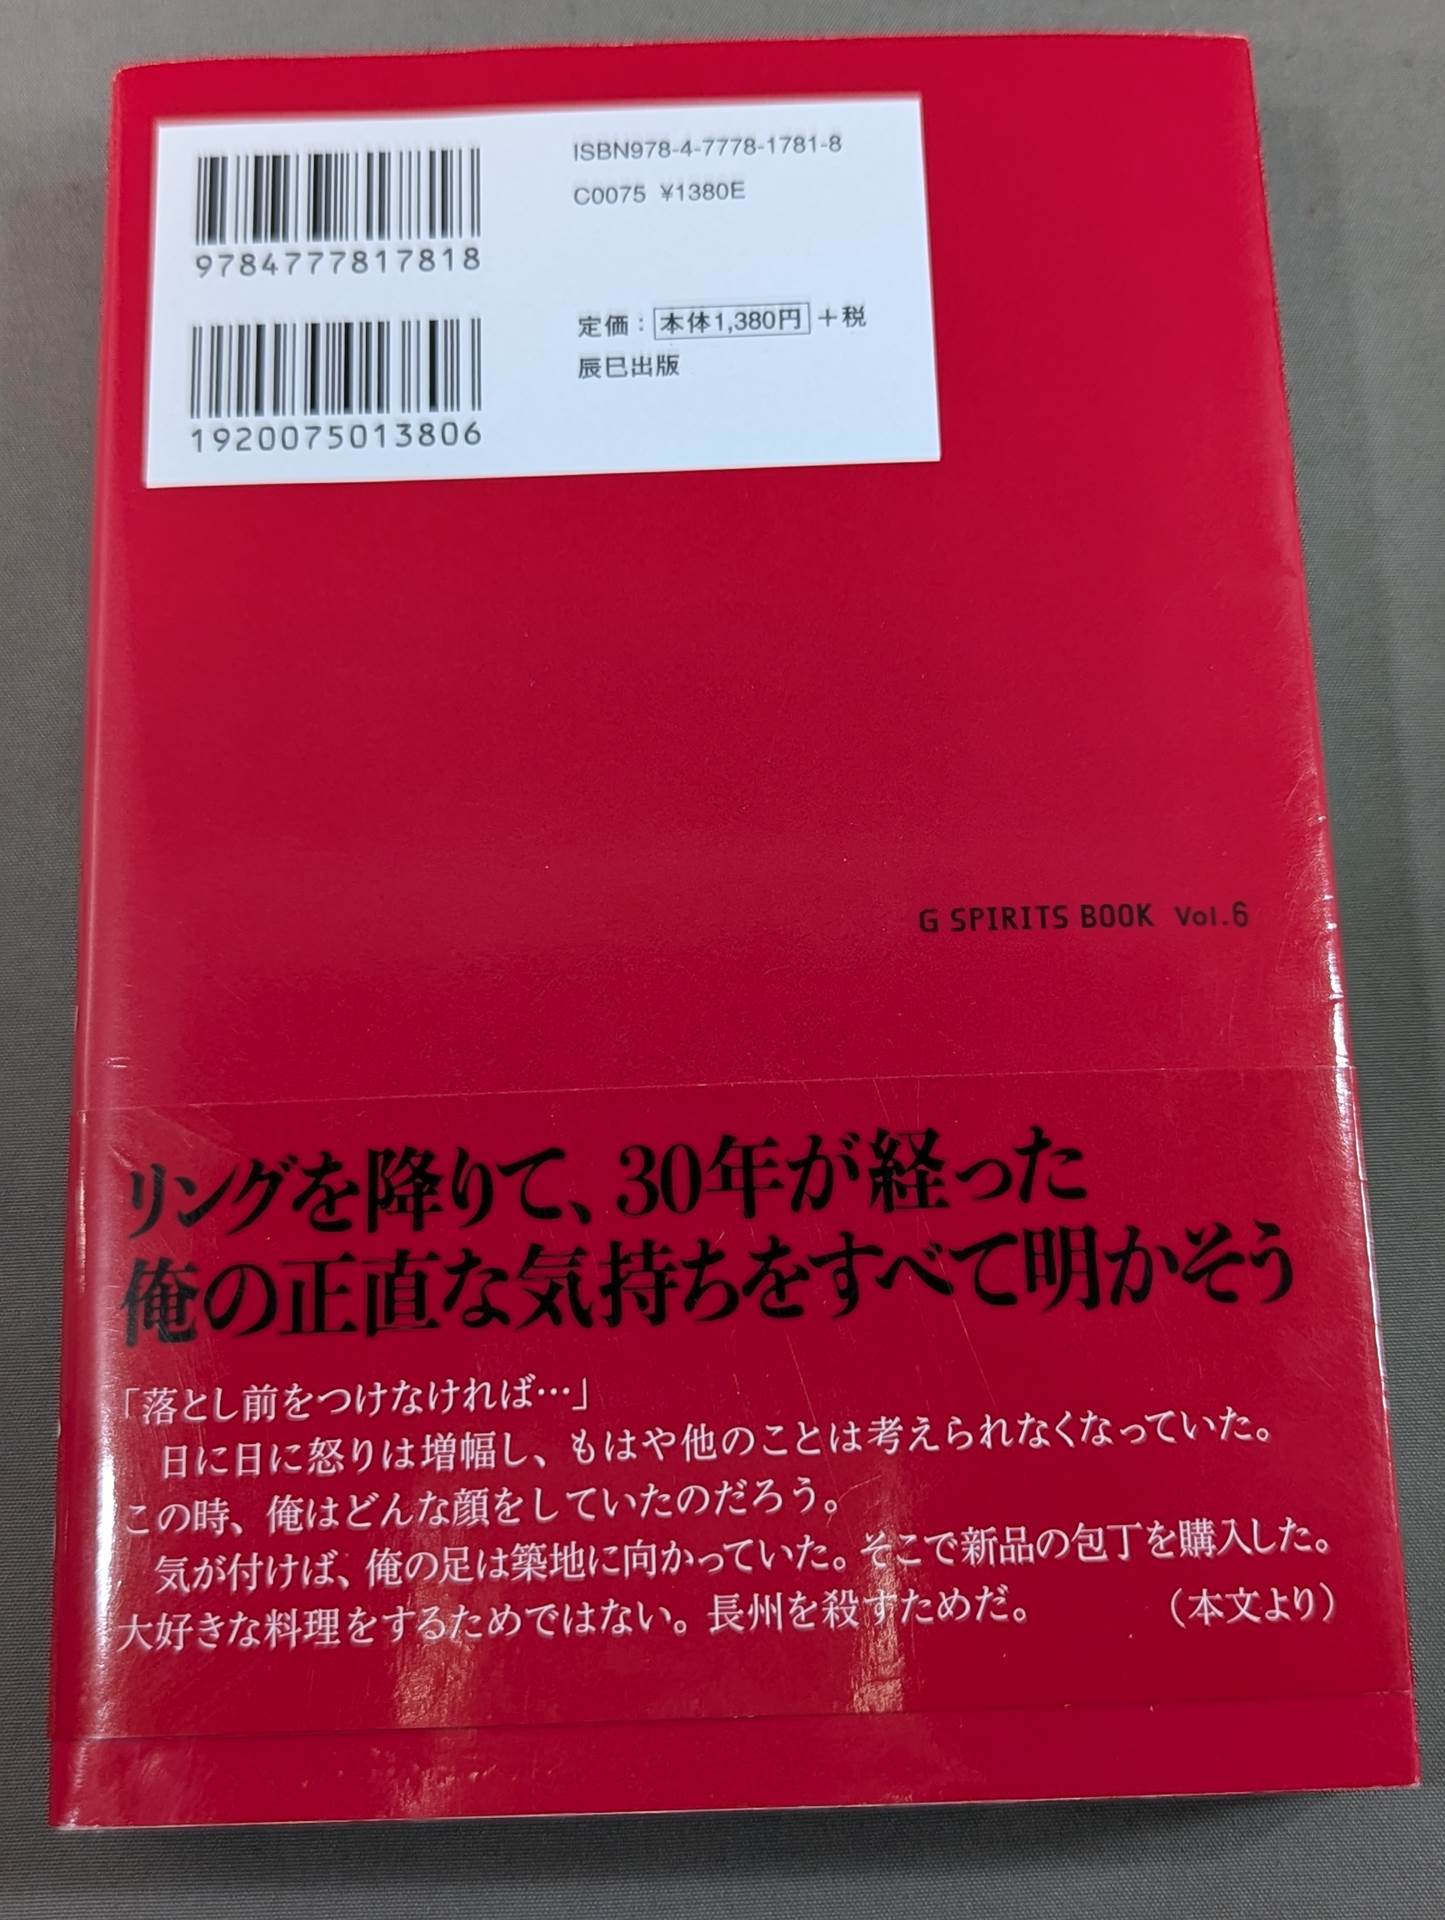 ISBN978-4-7778-1781-8
C0075 ¥1380E
9784777817818
定価：本体1,380円＋税
辰巳出版
1920075013806
G SPIRITS BOOK Vol.6
リングを降りて、30年が経った
俺の正直な気持ちをすべて明かそう
「落とし前をつけなければ…」
日に日に怒りは増幅し、もはや他のことは考えられなくなっていた。
この時、俺はどんな顔をしていたのだろう。
気が付けば、俺の足は築地に向かっていた。そこで新品の包丁を購入した。
大好きな料理をするためではない。長州を殺すためだ。 （本文より）